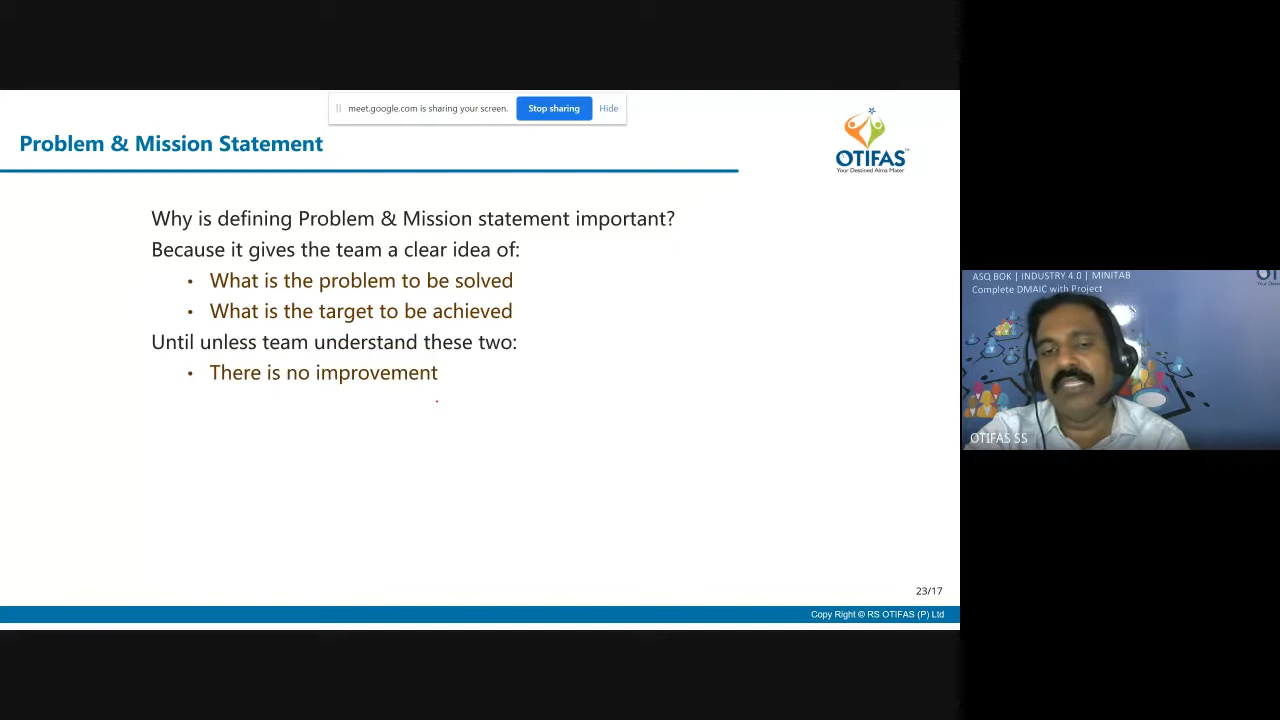 meet.google.com is sharing your screen. Stop sharing Hide
Problem & Mission Statement
OTIFAS
Your Destined Alma Mater
Why is defining Problem & Mission statement important?
Because it gives the team a clear idea of:
• What is the problem to be solved
• What is the target to be achieved
Until unless team understand these two:
• There is no improvement
23/17
Copy Right © RS OTIFAS (P) Ltd
ASQ BOK | INDUSTRY 4.0 | MINITAB
Complete DMAIC with Project
OTIFAS SS